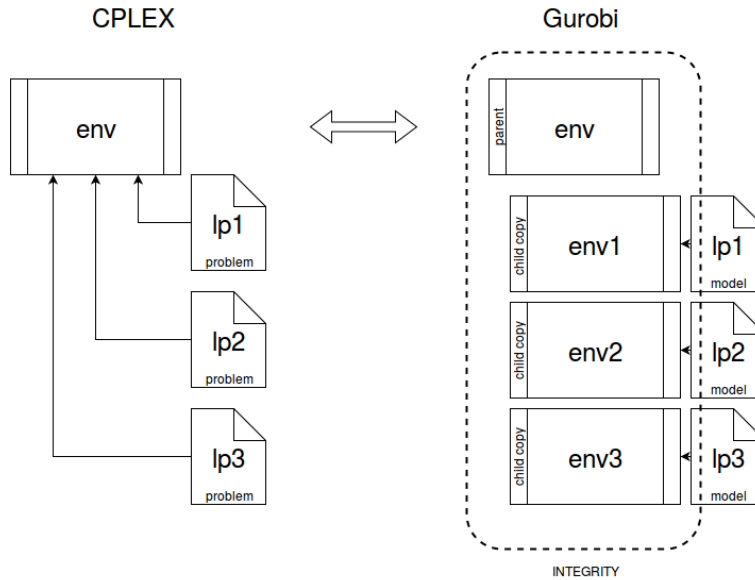 CPLEX
env
lp1
problem
lp2
problem
lp3
problem
Gurobi
parent
env
child copy
env1
lp1
model
child copy
env2
lp2
model
child copy
env3
lp3
model
INTEGRITY